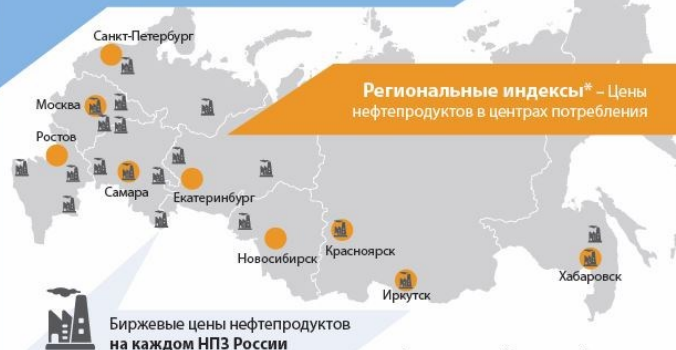 Санкт-Петербург
Региональные индексы* – Цены
нефтепродуктов в центрах потребления
Москва
Ростов
Самара
Екатеринбург
Новосибирск
Красноярск
Иркутск
Хабаровск
Биржевые цены нефтепродуктов
на каждом НПЗ России